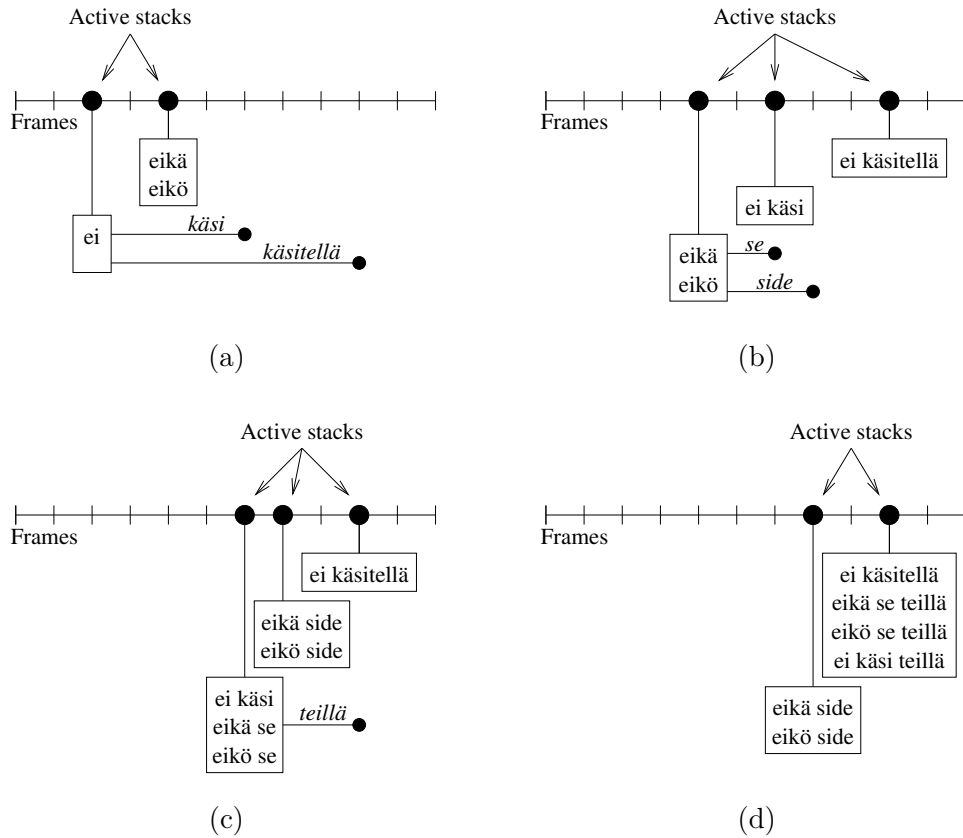 Active stacks
Frames
eikä
eikö
ei
käsi
käsitellä
(a)
Active stacks
Frames
ei käsitellä
ei käsi
eikä
eikö
se
side
(b)
Active stacks
Frames
ei käsitellä
eikä side
eikö side
ei käsi
eikä se
eikö se
teillä
(c)
Active stacks
Frames
ei käsitellä
eikä se teillä
eikö se teillä
ei käsi teillä
eikä side
eikö side
(d)